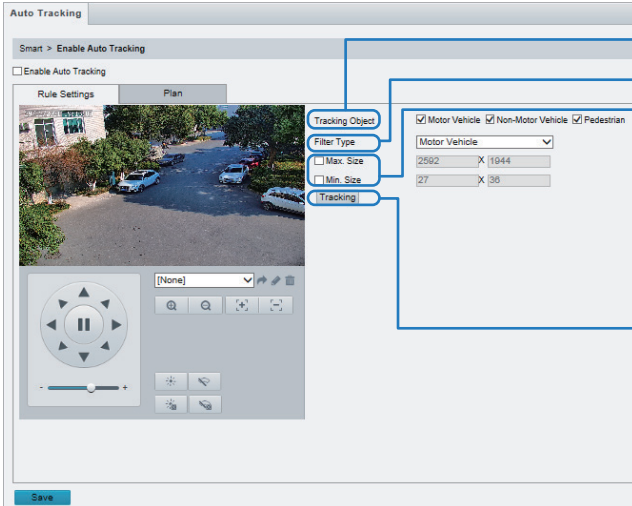 Auto Tracking
Smart > Enable Auto Tracking
Enable Auto Tracking
Rule Settings Plan
Tracking Object Motor Vehicle Non-Motor Vehicle Pedestrian
Filter Type Motor Vehicle
Max. Size 2592 X 1944
Min. Size 27 X 36
Tracking
[None]
- +
Save